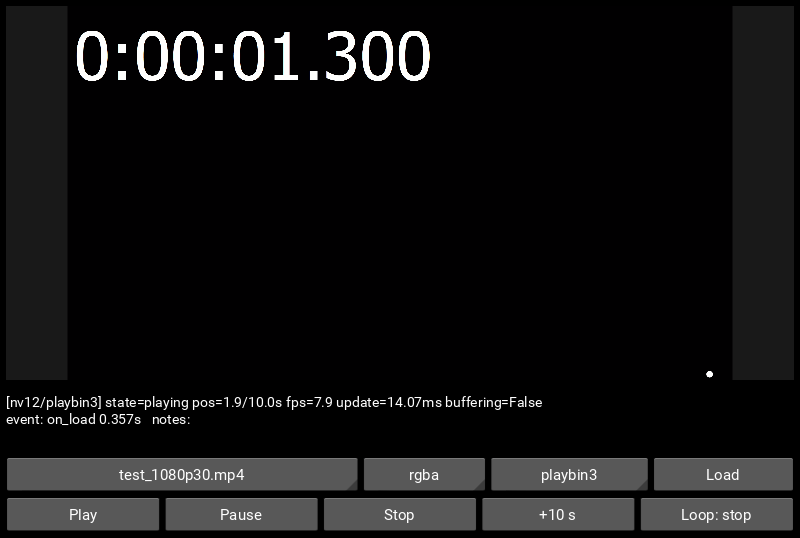 0:00:01.300
[nv12/playbin3] state=playing pos=1.9/10.0s fps=7.9 update=14.07ms buffering=False
event: on_load 0.357s   notes:
test_1080p30.mp4 rgba playbin3 Load
Play Pause Stop +10 s Loop: stop